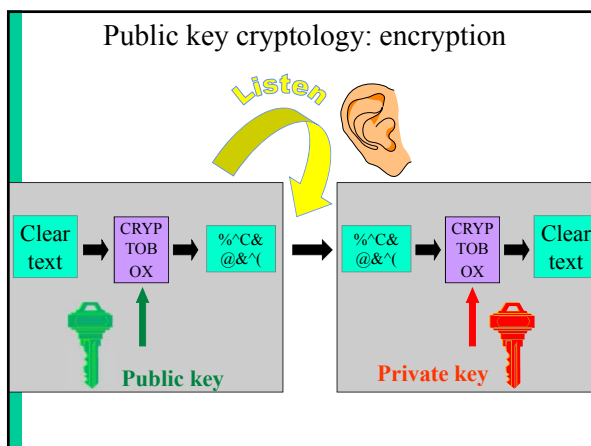 Public key cryptology: encryption
Listen
Clear
text
CRYP
TOB
OX
%^C&
@&^(
%^C&
@&^(
CRYP
TOB
OX
Clear
text
Public key
Private key